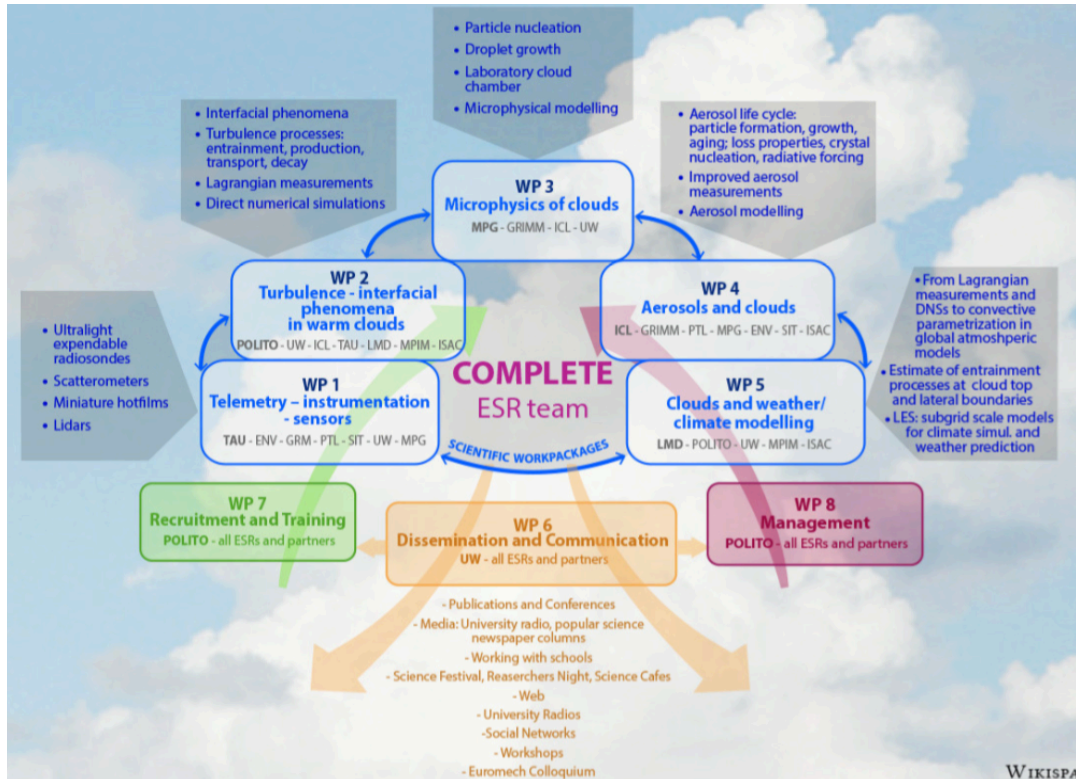 • Particle nucleation
• Droplet growth
• Laboratory cloud
chamber
• Microphysical modelling
• Interfacial phenomena
• Turbulence processes:
entrainment, production,
transport, decay
• Lagrangian measurements
• Direct numerical simulations
• Aerosol life cycle:
particle formation, growth,
aging; loss properties, crystal
nucleation, radiative forcing
• Improved aerosol
measurements
• Aerosol modelling
WP 3
Microphysics of clouds
MPG - GRIMM - ICL - UW
WP 2
Turbulence - interfacial
phenomena
in warm clouds
POLITO - UW - ICL - TAU - LMD - MPIM - ISAC
WP 4
Aerosols and clouds
ICL - GRIMM - PTL - MPG - ENV - SIT - ISAC
• Ultralight
expendable
radiosondes
• Scatterometers
• Miniature hotfilms
• Lidars
• From Lagrangian
measurements and
DNSs to convective
parametrization in
global atmoshperic
models
• Estimate of entrainment
processes at cloud top
and lateral boundaries
• LES: subgrid scale models
for climate simul. and
weather prediction
WP 1
Telemetry – instrumentation
- sensors
TAU - ENV - GRM - PTL - SIT - UW - MPG
COMPLETE
ESR team
WP 5
Clouds and weather/
climate modelling
LMD - POLITO - UW - MPIM - ISAC
SCIENTIFIC WORKPACKAGES
WP 7
Recruitment and Training
POLITO - all ESRs and partners
WP 6
Dissemination and Communication
UW - all ESRs and partners
WP 8
Management
POLITO - all ESRs and partners
- Publications and Conferences
- Media: University radio, popular science
newspaper columns
- Working with schools
- Science Festival, Reaserchers Night, Science Cafes
- Web
- University Radios
-Social Networks
- Workshops
- Euromech Colloquium
WIKISPA